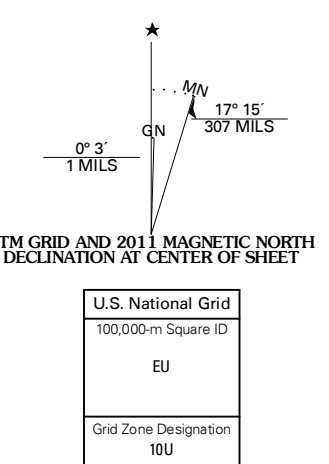 MN
17° 15´
GN
307 MILS
0° 3´
1 MILS
TM GRID AND 2011 MAGNETIC NORTH
DECLINATION AT CENTER OF SHEET
U.S. National Grid
100,000-m Square ID
EU
Grid Zone Designation
10U